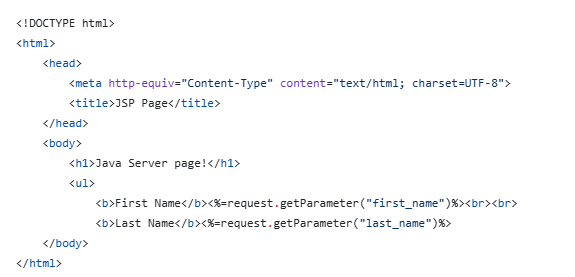 <!DOCTYPE html>
<html>
    <head>
        <meta http-equiv="Content-Type" content="text/html; charset=UTF-8">
        <title>JSP Page</title>
    </head>
    <body>
        <h1>Java Server page!</h1>
        <ul>
            <b>First Name</b><%=request.getParameter("first_name")%><br><br>
            <b>Last Name</b><%=request.getParameter("last_name")%>
    </body>
</html>